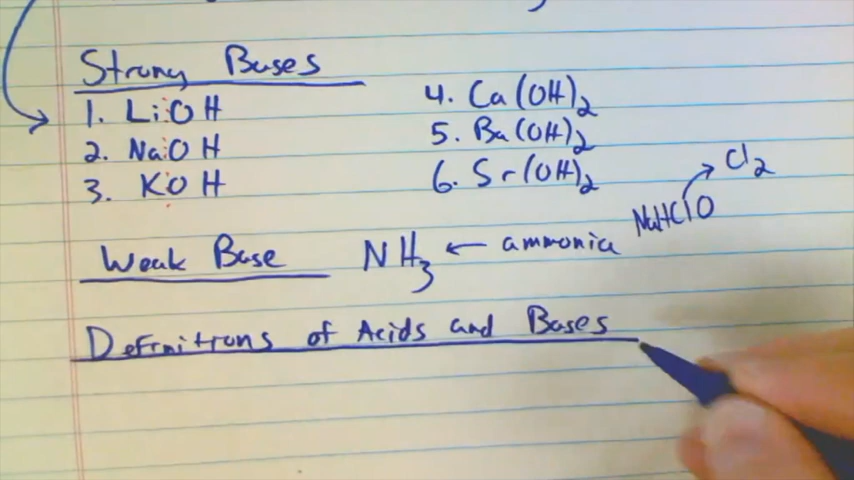 Strong Bases
1. LiOH
2. NaOH
3. KOH
4. Ca(OH)2
5. Ba(OH)2
6. Sr(OH)2
NaHClO → Cl2
Weak Base NH3 ← ammonia
Definitions of Acids and Bases